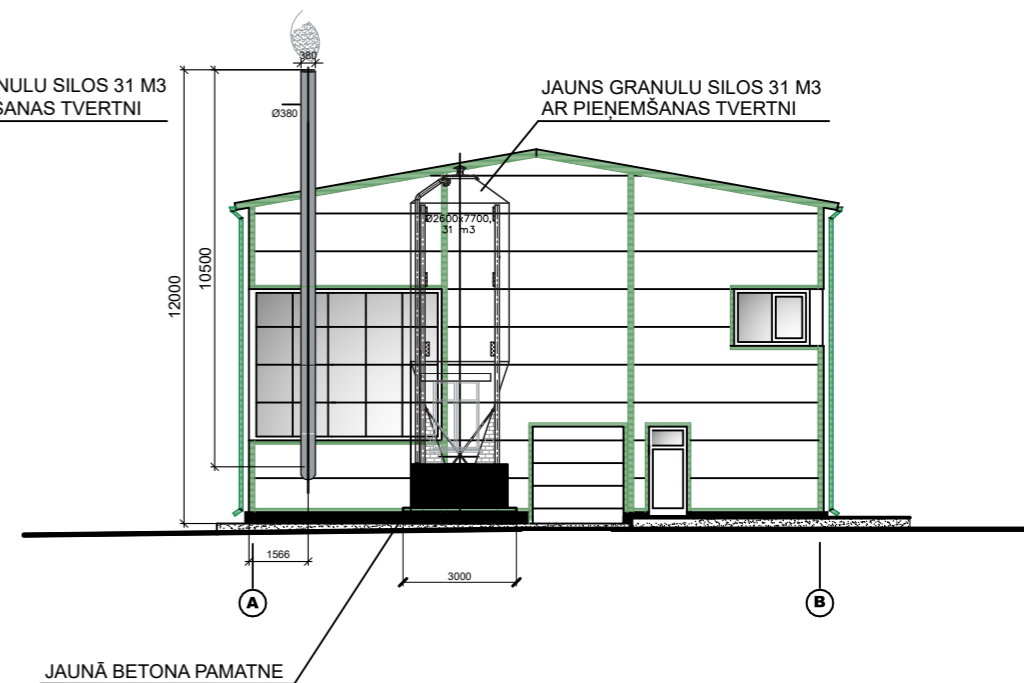 380
NULU SILOS 31 M3
ŠANAS TVERTNI
JAUNS GRANULU SILOS 31 M3
AR PIEŅEMŠANAS TVERTNI
Ø380
Ø2600x7700,
31 m3
10500
12000
1566
3000
A
B
JAUNĀ BETONA PAMATNE